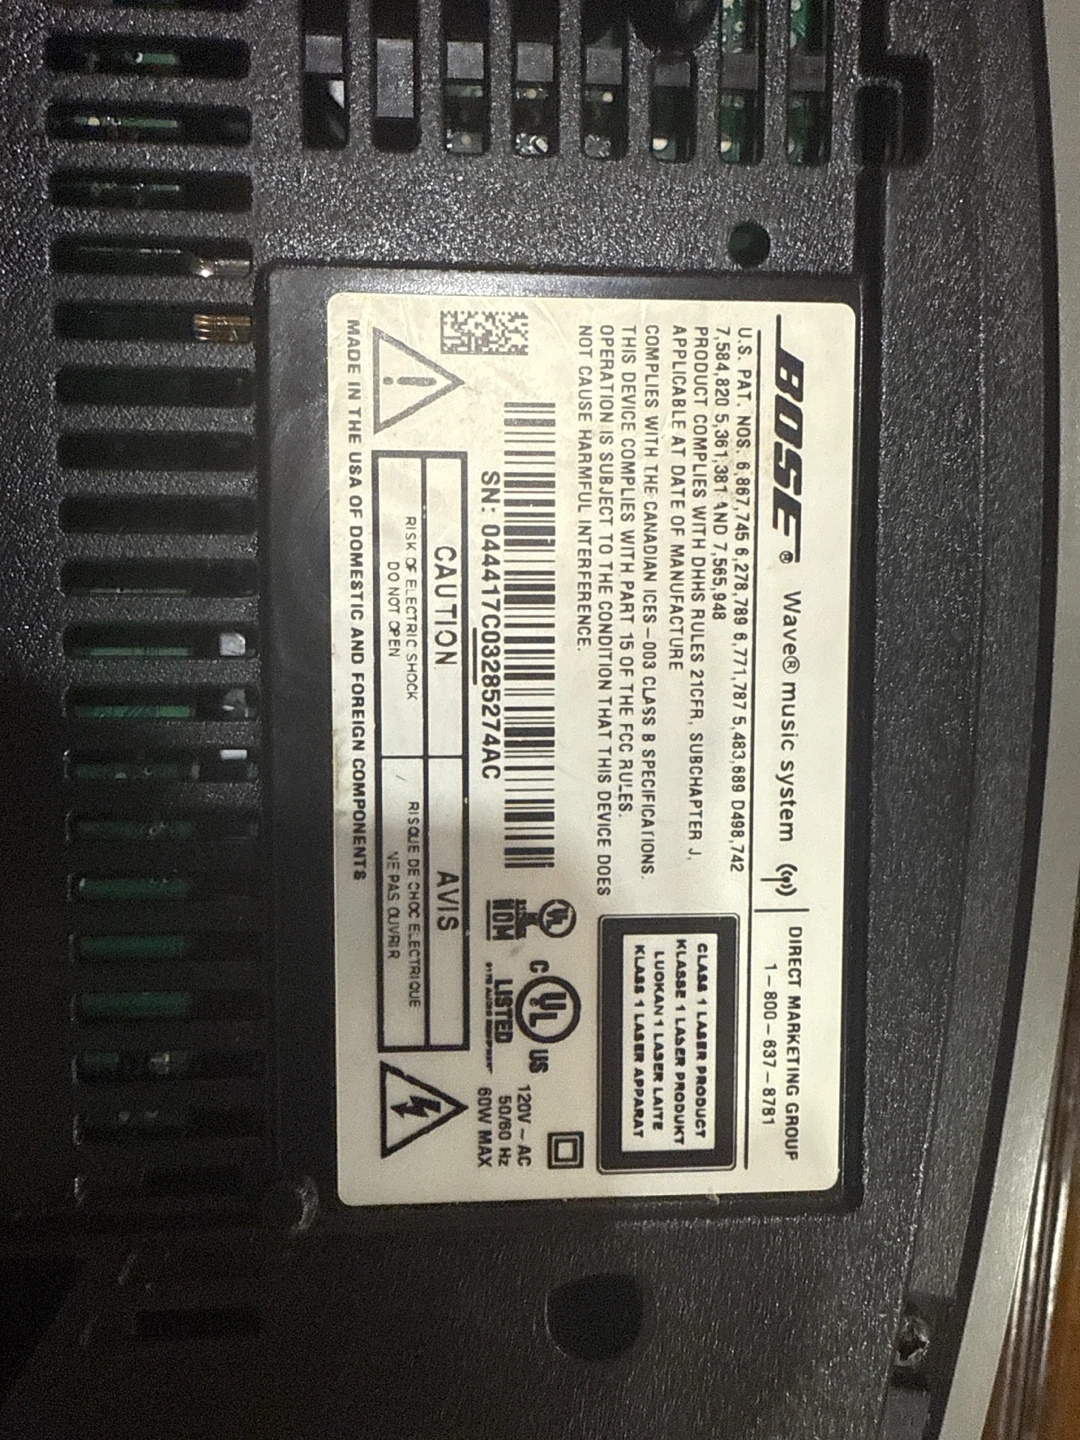 BOSE® Wave® music system
DIRECT MARKETING GROUP
1-800-637-8781
U.S. PAT. NOS. 6,867,745 6,278,789 6,771,787 5,483,689 D498,742
7,584,820 5,361,381 AND 7,565,948
PRODUCT COMPLIES WITH DHHS RULES 21CFR, SUBCHAPTER J,
APPLICABLE AT DATE OF MANUFACTURE
COMPLIES WITH THE CANADIAN ICES-003 CLASS B SPECIFICATIONS.
THIS DEVICE COMPLIES WITH PART 15 OF THE FCC RULES.
OPERATION IS SUBJECT TO THE CONDITION THAT THIS DEVICE DOES
NOT CAUSE HARMFUL INTERFERENCE.
CLASS 1 LASER PRODUCT
KLASSE 1 LASER PRODUKT
LUOKAN 1 LASER LAITE
KLASS 1 LASER APPARAT
SN: 044417C03285274AC
UL
NOM
C UL US
LISTED
120V~AC
50/60 Hz
60W MAX
CAUTION
RISK OF ELECTRIC SHOCK
DO NOT OPEN
AVIS
RISQUE DE CHOC ELECTRIQUE
NE PAS OUVRIR
MADE IN THE USA OF DOMESTIC AND FOREIGN COMPONENTS